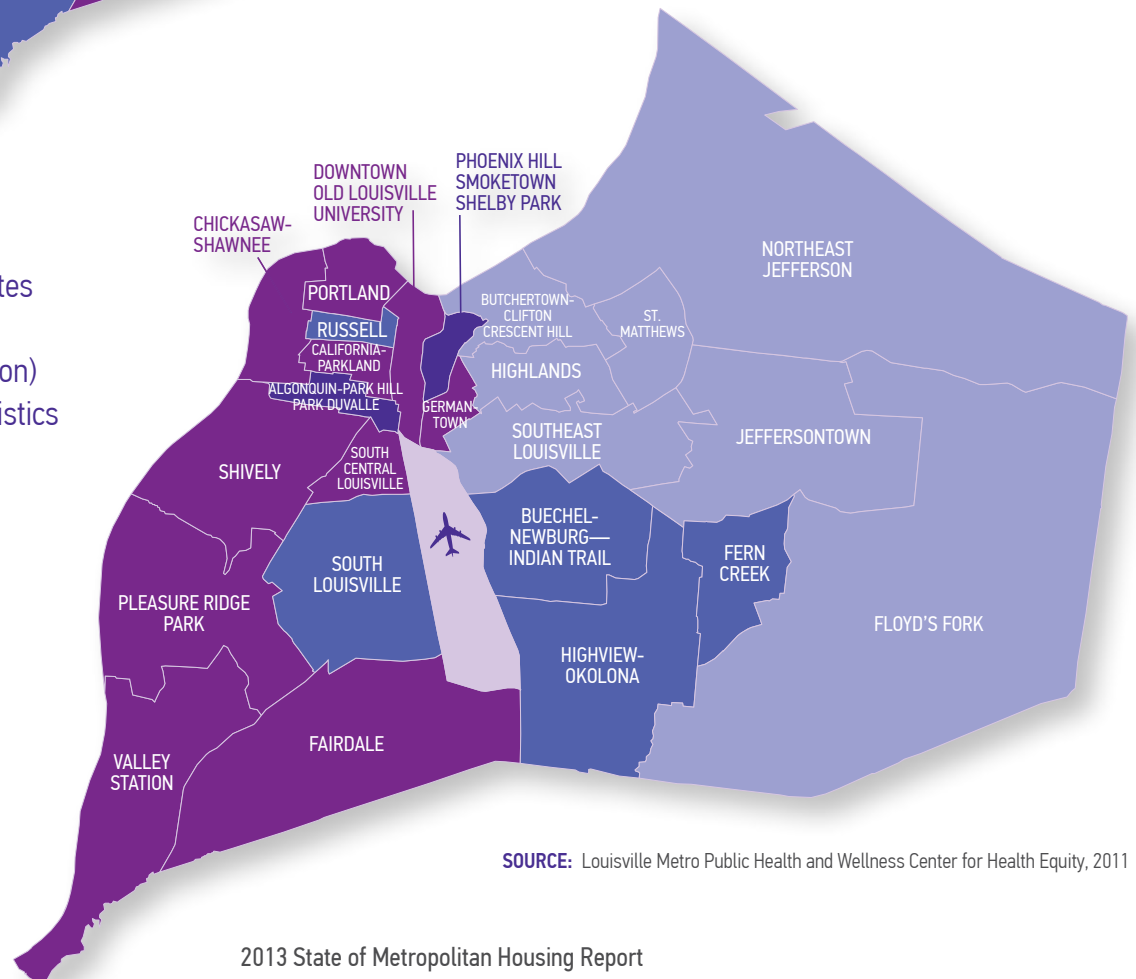 PHOENIX HILL
SMOKETOWN
SHELBY PARK
DOWNTOWN
OLD LOUISVILLE
UNIVERSITY
CHICKASAW-
SHAWNEE
NORTHEAST
JEFFERSON
PORTLAND
BUTCHERTOWN-
CLIFTON
CRESCENT HILL
ST.
MATTHEWS
RUSSELL
CALIFORNIA-
PARKLAND
HIGHLANDS
ALGONQUIN-PARK HILL
PARK DUVALLE
GERMAN-
TOWN
SOUTHEAST
LOUISVILLE
JEFFERSONTOWN
SHIVELY
SOUTH
CENTRAL
LOUISVILLE
BUECHEL-
NEWBURG—
INDIAN TRAIL
FERN
CREEK
SOUTH
LOUISVILLE
PLEASURE RIDGE
PARK
FLOYD'S FORK
HIGHVIEW-
OKOLONA
FAIRDALE
VALLEY
STATION
tes
on)
istics
SOURCE: Louisville Metro Public Health and Wellness Center for Health Equity, 2011
2013 State of Metropolitan Housing Report